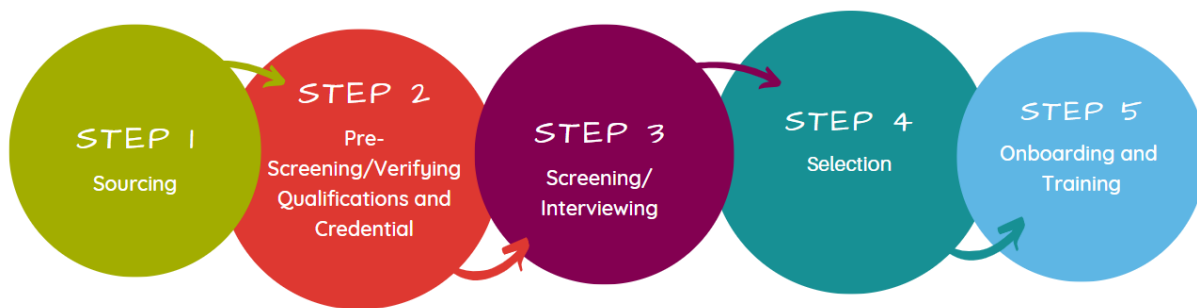 STEP 1
Sourcing
STEP 2
Pre-
Screening/Verifying
Qualifications and
Credential
STEP 3
Screening/
Interviewing
STEP 4
Selection
STEP 5
Onboarding and
Training